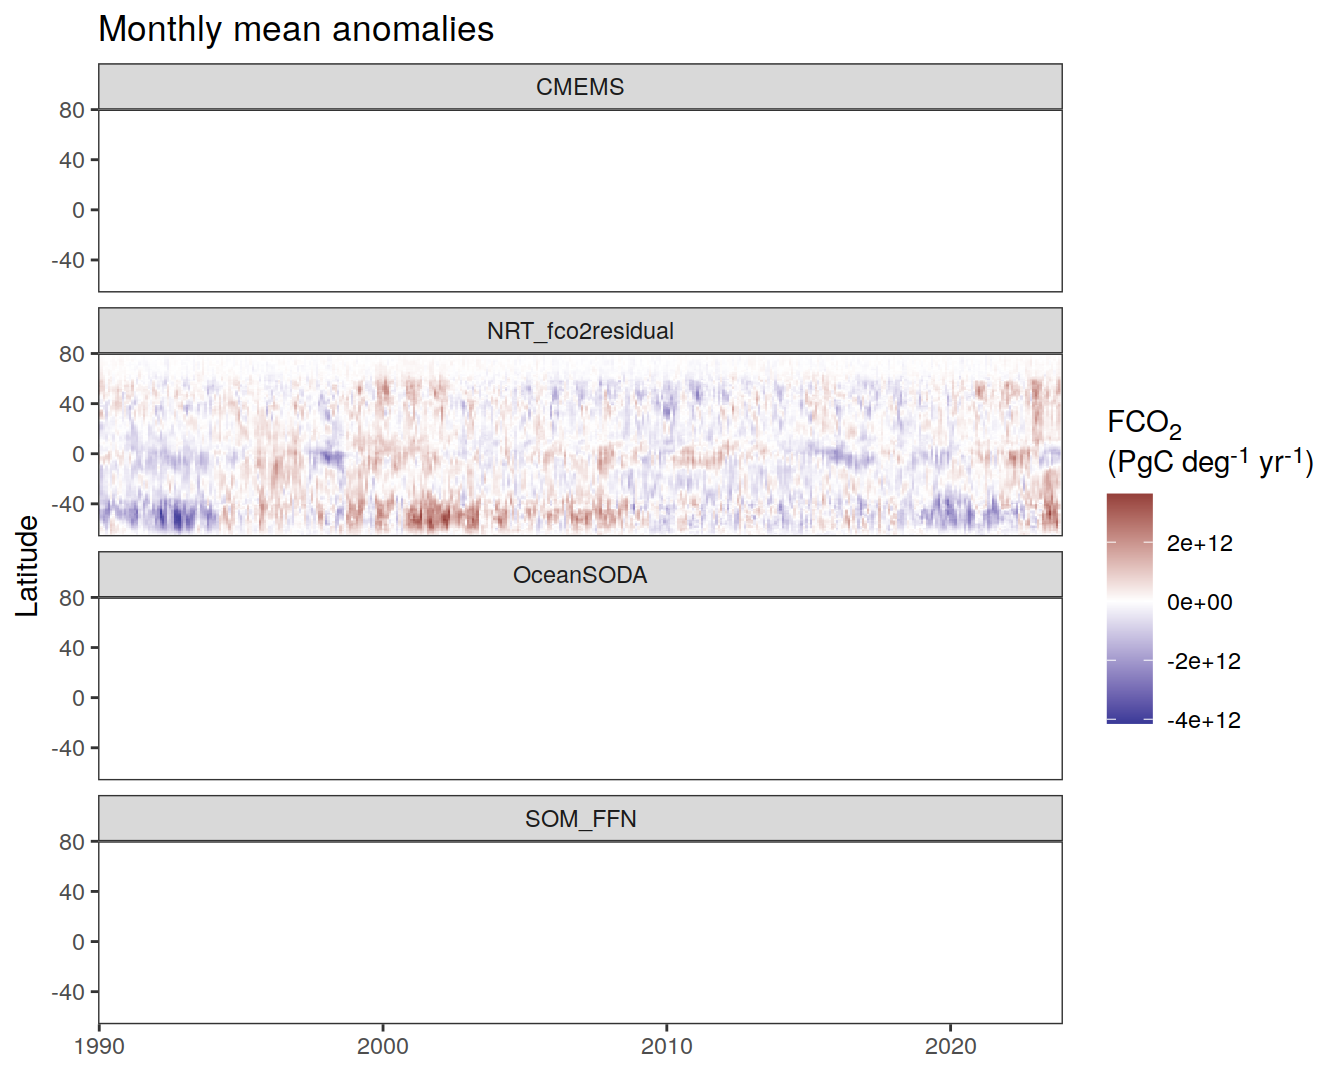 Monthly mean anomalies
CMEMS
80
40
0
-40
NRT_fco2residual
80
40
0
-40
OceanSODA
80
40
0
-40
SOM_FFN
80
40
0
-40
1990 2000 2010 2020
Latitude
FCO2
(PgC deg-1 yr-1)
2e+12
0e+00
-2e+12
-4e+12